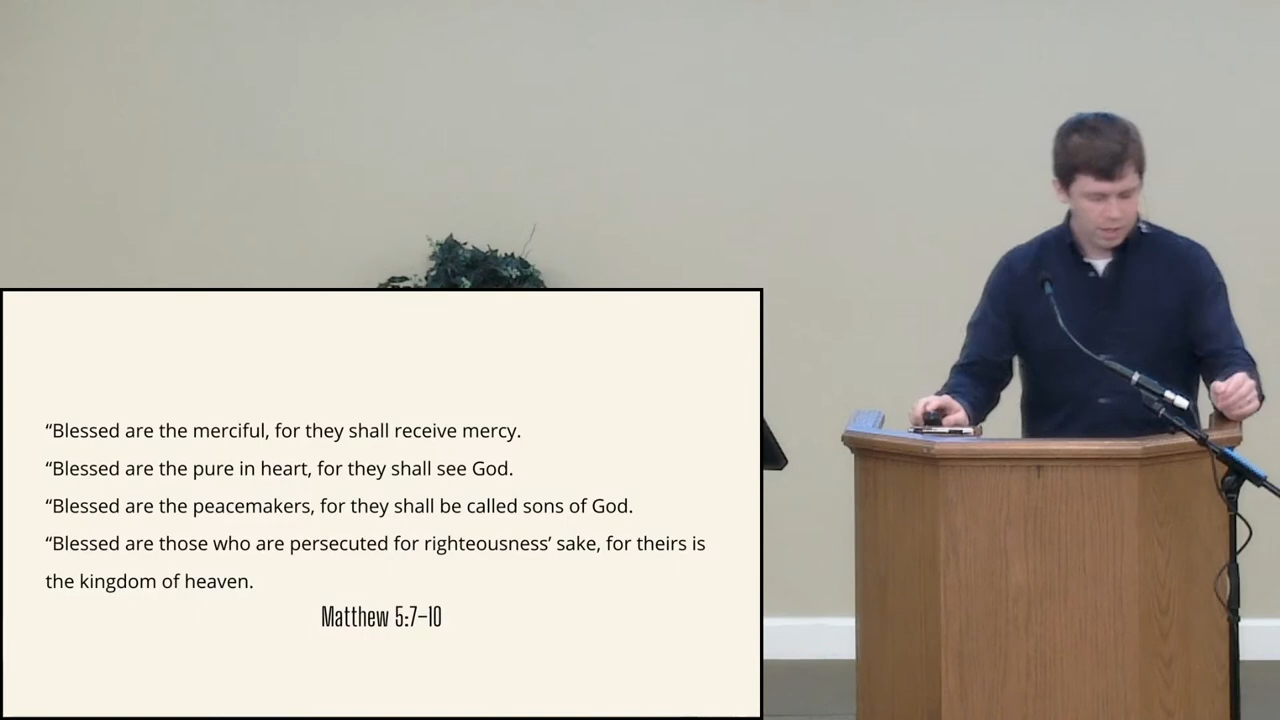 “Blessed are the merciful, for they shall receive mercy.
“Blessed are the pure in heart, for they shall see God.
“Blessed are the peacemakers, for they shall be called sons of God.
“Blessed are those who are persecuted for righteousness’ sake, for theirs is
the kingdom of heaven.
Matthew 5:7–10